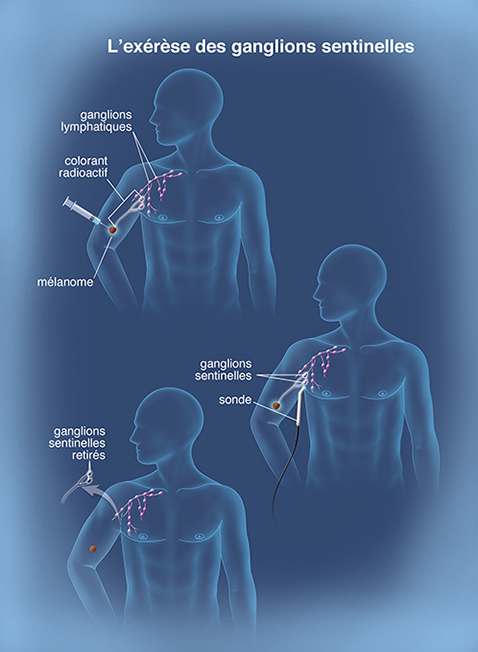 L'exérèse des ganglions sentinelles
ganglions
lymphatiques
colorant
radioactif
mélanome
ganglions
sentinelles
sonde
ganglions
sentinelles
retirés